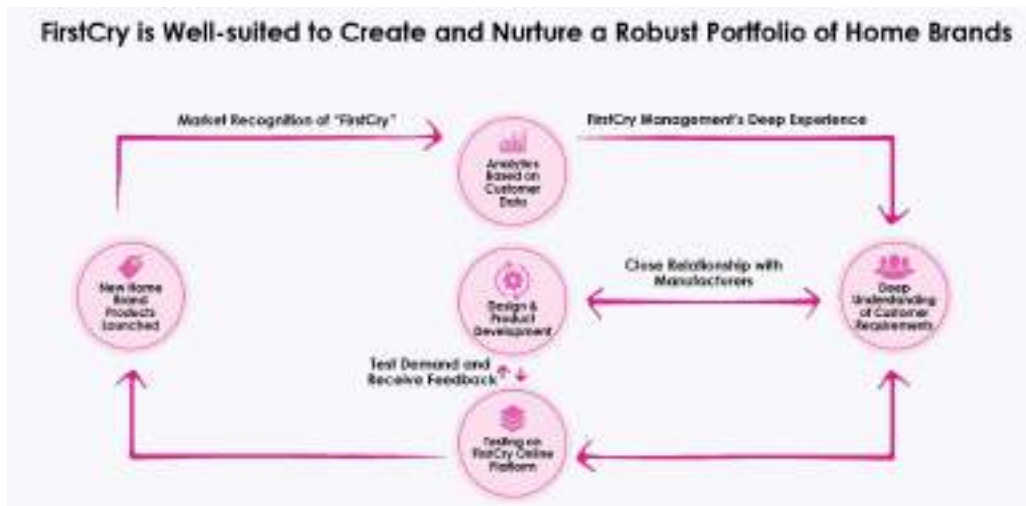 FirstCry is Well-suited to Create and Nurture a Robust Portfolio of Home Brands
Market Recognition of "FirstCry"
FirstCry Management's Deep Experience
Analytics
Based on
Customer
Data
New Home
Brand
Products
Launched
Design &
Product
Development
Close Relationship with
Manufacturers
Deep
Understanding
of Customer
Requirements
Test Demand and
Receive Feedback
Testing on
FirstCry Online
Platform